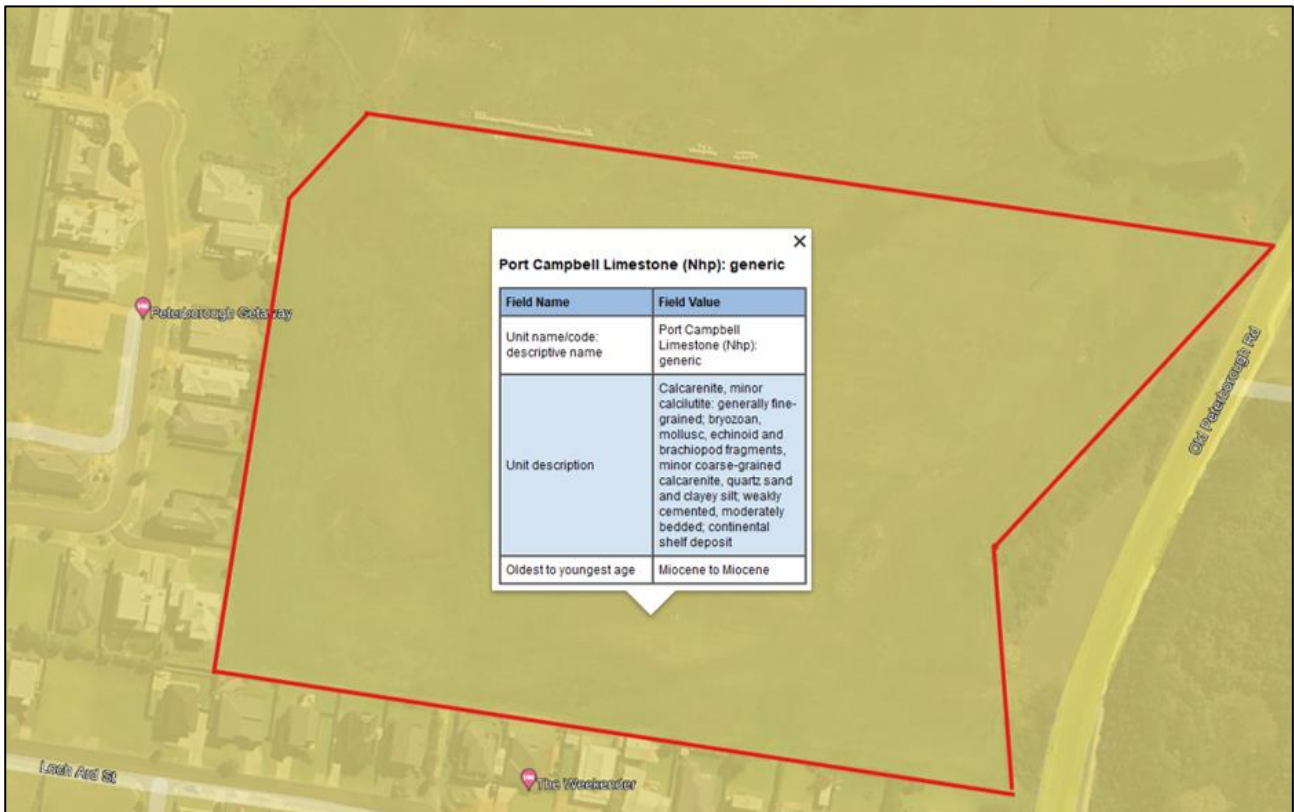 Port Campbell Limestone (Nhp): generic
Field Name
Field Value
Unit name/code:
descriptive name
Port Campbell
Limestone (Nhp):
generic
Unit description
Calcarenite, minor
calcilutite: generally fine-
grained; bryozoan,
mollusc, echinoid and
brachiopod fragments,
minor coarse-grained
calcarenite, quartz sand
and clayey silt; weakly
cemented, moderately
bedded; continental
shelf deposit
Oldest to youngest age
Miocene to Miocene
Peterborough Getaway
Old Peterborough Rd
Loch Ard St
The Weekender